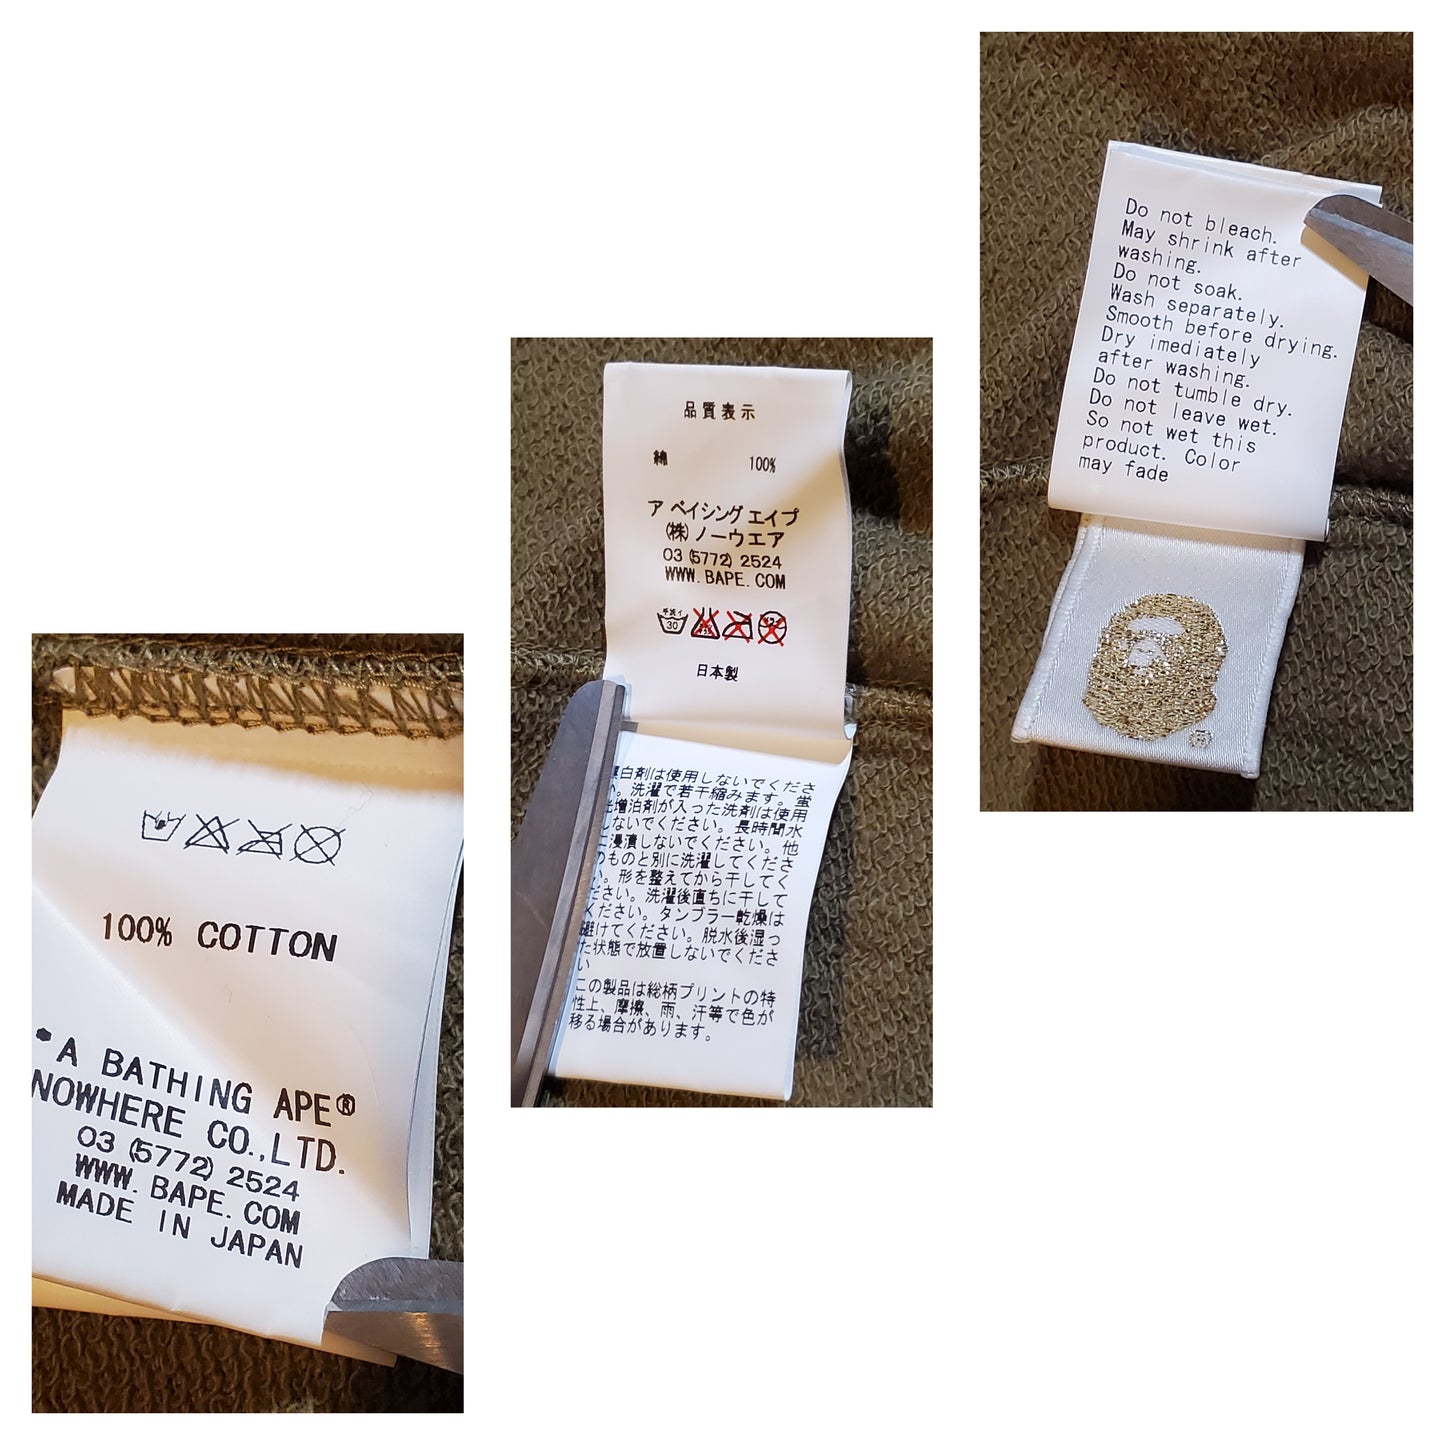 100% COTTON
A BATHING APE®
NOWHERE CO.,LTD.
03 (5772) 2524
WWW.BAPE.COM
MADE IN JAPAN
品質表示
綿 100%
ア ベイシング エイプ
(株) ノーウエア
03 (5772) 2524
WWW.BAPE.COM
手洗イ
30
日本製
白剤は使用しないでくださ
い。洗濯で若干縮みます。蛍
光増泊剤が入った洗剤は使用
しないでください。長時間水
に浸漬しないでください。他
のものと別に洗濯してくださ
い。形を整えてから干してく
ださい。洗濯後直ちに干して
ください。タンブラー乾燥は
避けてください。脱水後湿っ
た状態で放置しないでくださ
い
この製品は総柄プリントの特
性上、摩擦、雨、汗等で色が
移る場合があります。
Do not bleach.
May shrink after
washing.
Do not soak.
Wash separately.
Smooth before drying.
Dry imediately
after washing.
Do not tumble dry.
Do not leave wet.
So not wet this
product. Color
may fade
®